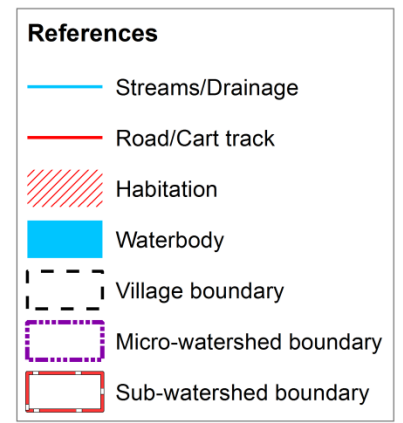 References
Streams/Drainage
Road/Cart track
Habitation
Waterbody
Village boundary
Micro-watershed boundary
Sub-watershed boundary